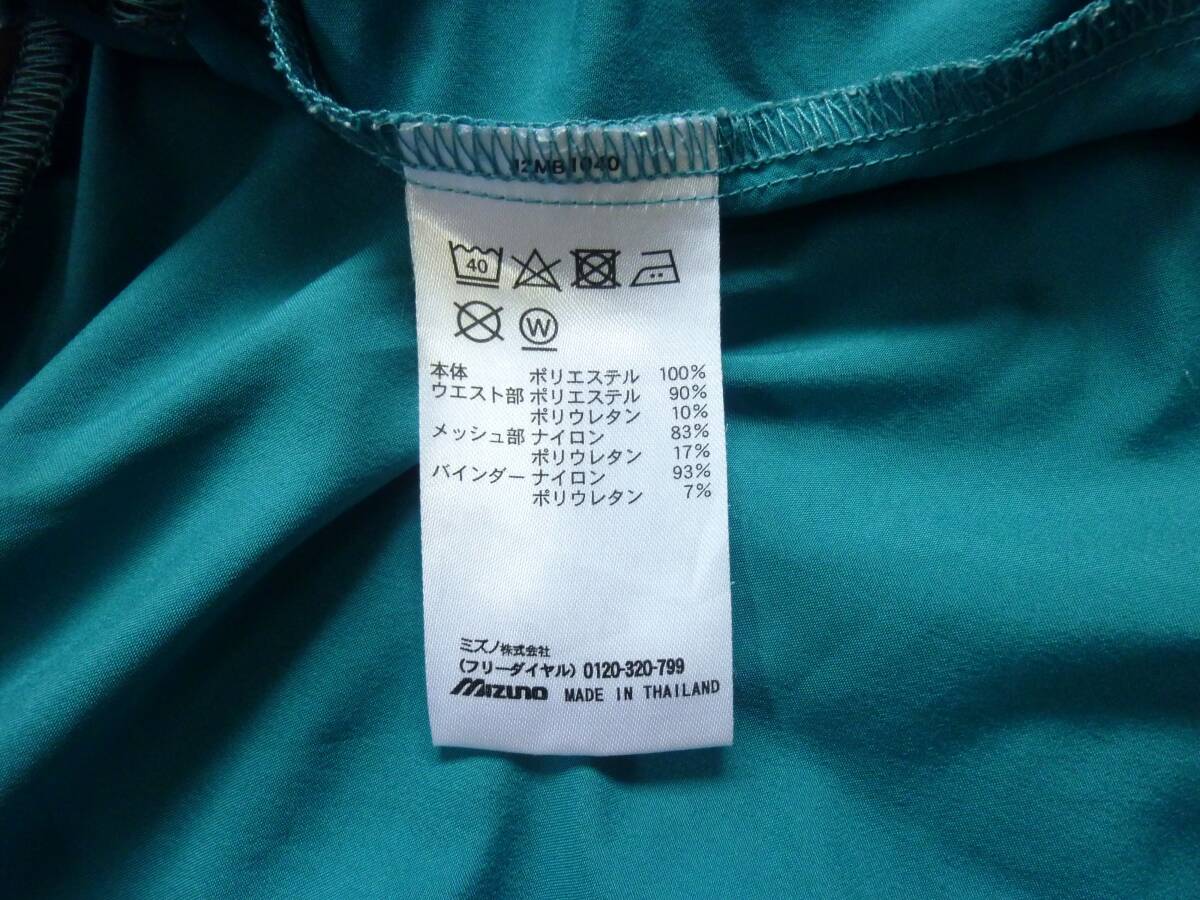 J2MB1040
40
W
本体 ポリエステル 100%
ウエスト部 ポリエステル 90%
ポリウレタン 10%
メッシュ部 ナイロン 83%
ポリウレタン 17%
バインダー ナイロン 93%
ポリウレタン 7%
ミズノ株式会社
(フリーダイヤル) 0120-320-799
Mizuno MADE IN THAILAND